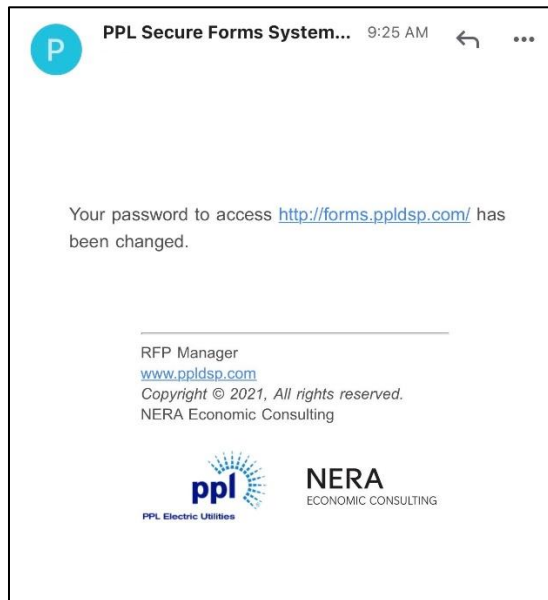 P
PPL Secure Forms System... 9:25 AM
Your password to access http://forms.ppldsp.com/ has
been changed.
RFP Manager
www.ppldsp.com
Copyright © 2021, All rights reserved.
NERA Economic Consulting
ppl
PPL Electric Utilities
NERA
ECONOMIC CONSULTING